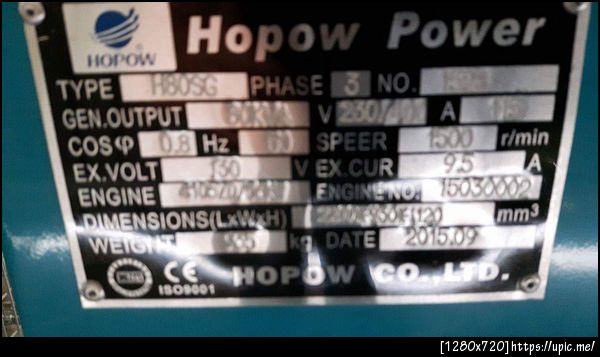 HOPOW
Hopow Power
TYPE H80SG PHASE 3 NO.
GEN.OUTPUT V A
COSφ 0.8 Hz SPEER 1500 r/min
EX.VOLT 130 V EX.CUR 9.5 A
ENGINE ENGINE NO. 15030002
DIMENSIONS(LxWxH) mm³
WEIGHT kg DATE 2015.09
CE HOPOW CO.,LTD.
ISO9001
[1280x720]https://upic.me/